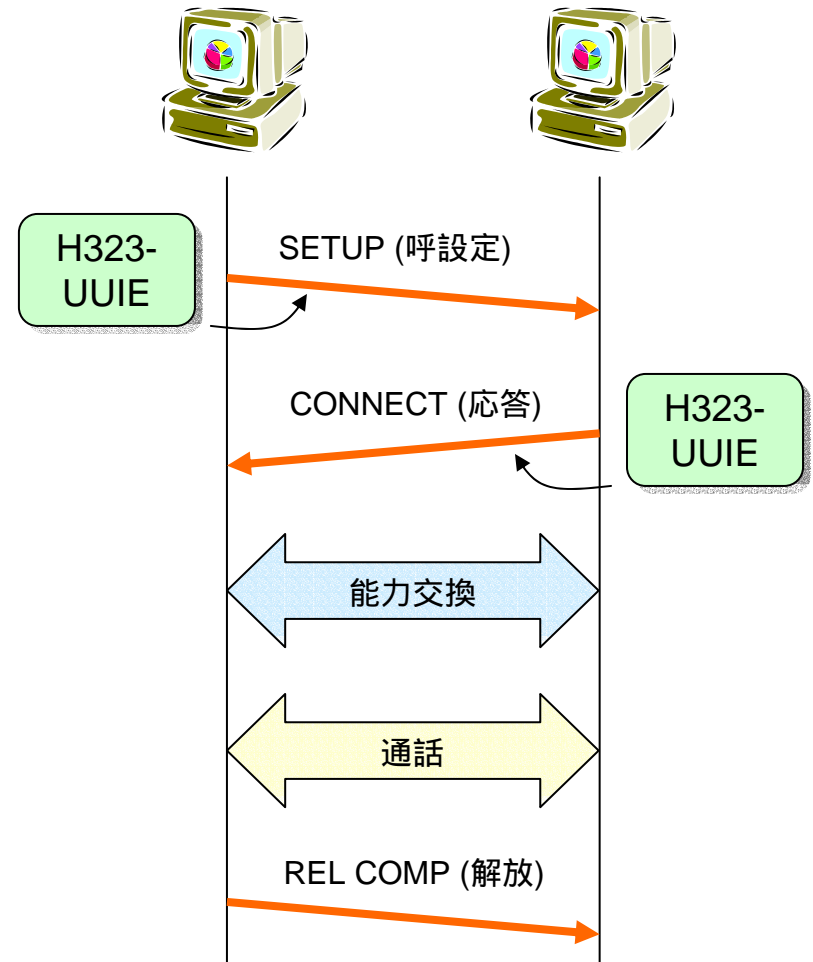 SETUP (呼設定)
H323-
UUIE
CONNECT (応答)
H323-
UUIE
能力交換
通話
REL COMP (解放)